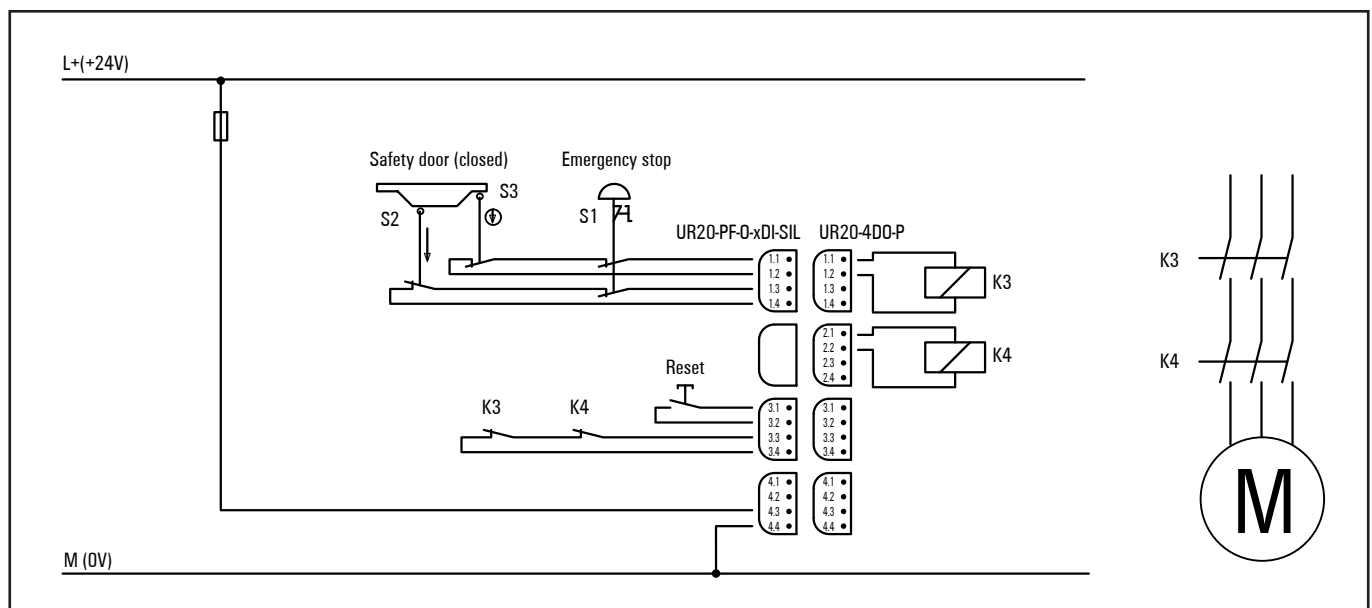 L+(+24V)
Safety door (closed)
Emergency stop
S3
S2
S1
UR20-PF-O-xDI-SIL
UR20-4DO-P
1.1
1.2
1.3
1.4
1.1
1.2
1.3
1.4
K3
2.1
2.2
2.3
2.4
K4
Reset
K3
K4
3.1
3.2
3.3
3.4
3.1
3.2
3.3
3.4
4.1
4.2
4.3
4.4
4.1
4.2
4.3
4.4
M (0V)
K3
K4
M